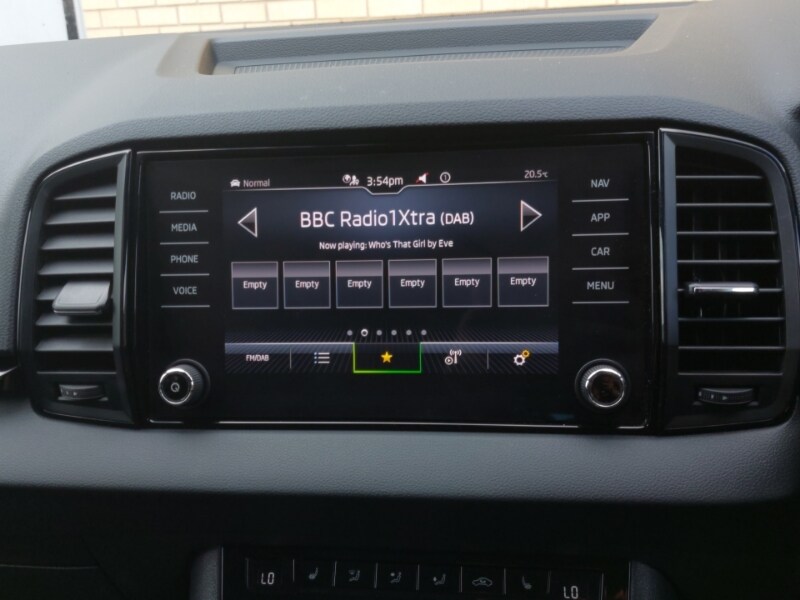 Normal 3:54pm 20.5°C
RADIO
MEDIA
PHONE
VOICE
BBC Radio1Xtra (DAB)
Now playing: Who's That Girl by Eve
Empty Empty Empty Empty Empty Empty
FM/DAB
NAV
APP
CAR
MENU
LO LO